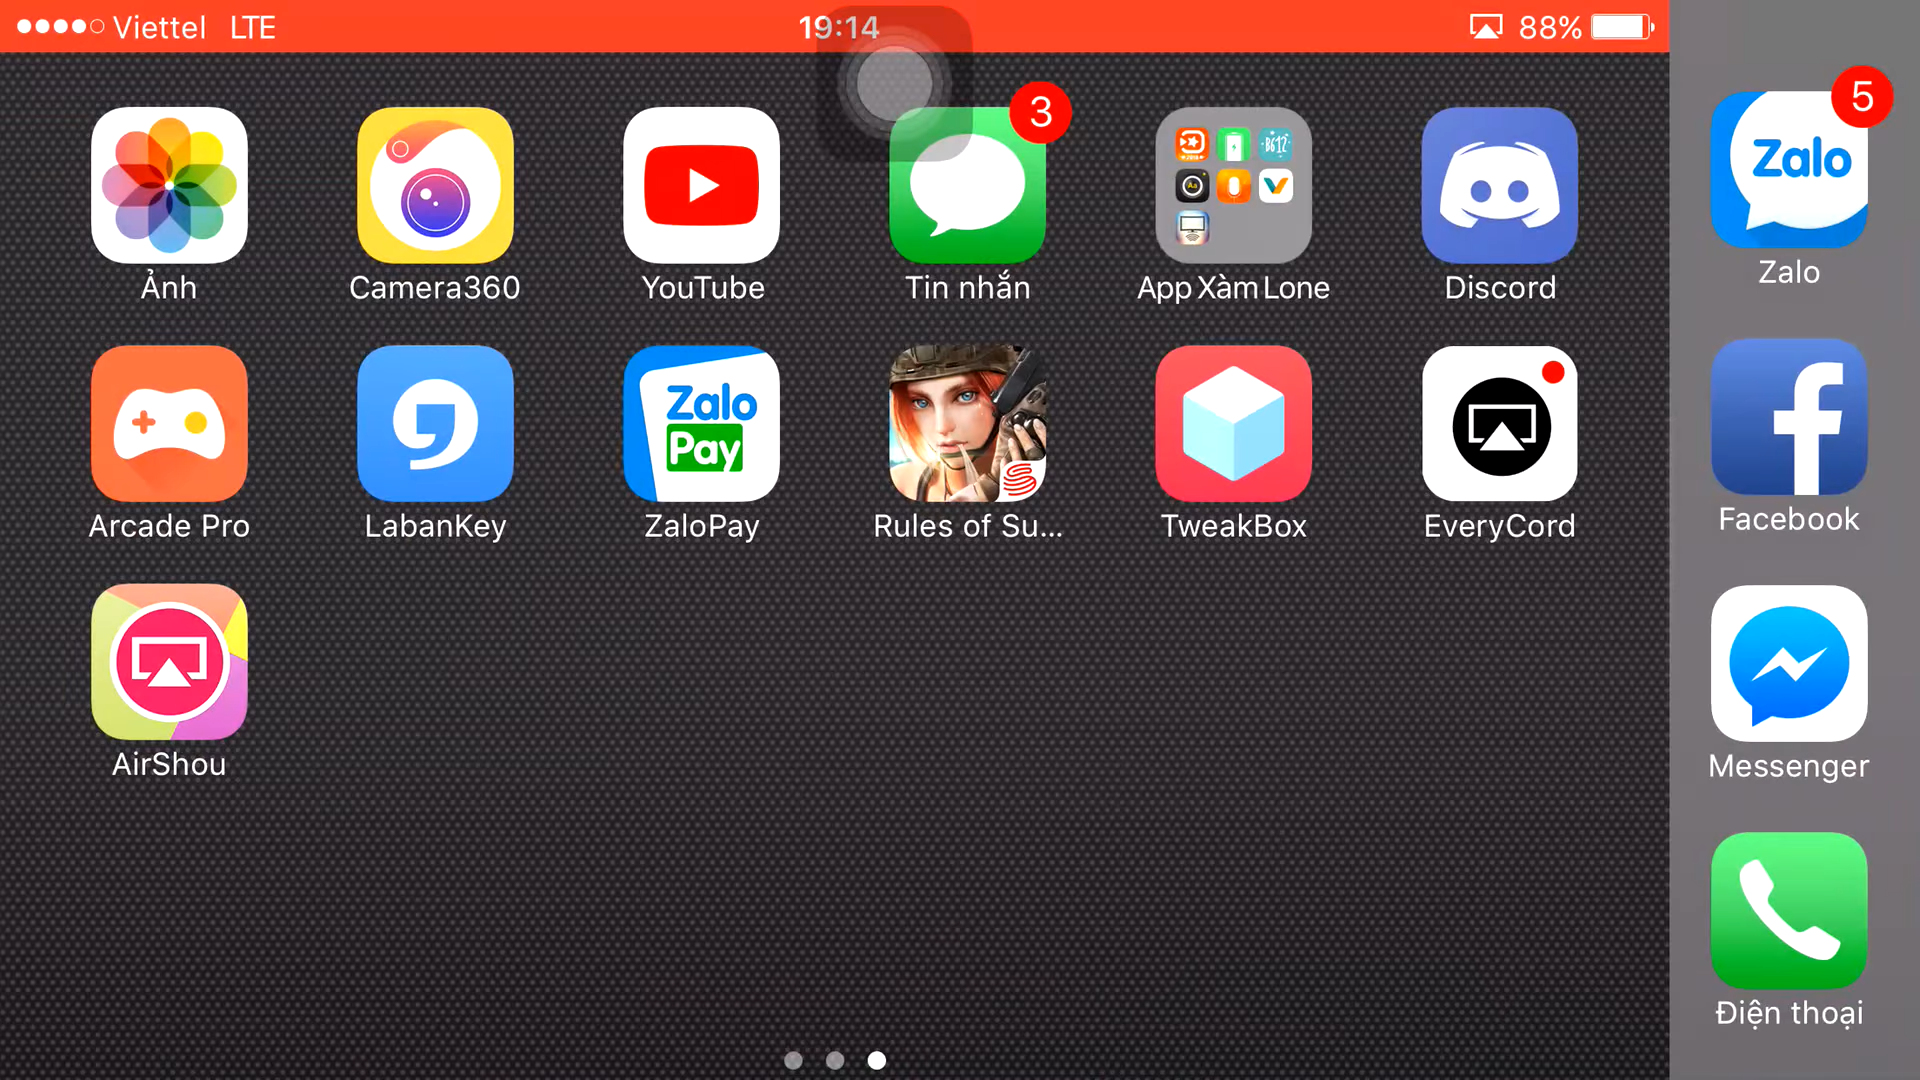 Viettel LTE 19:14 88%
3
5
Zalo
Ảnh Camera360 YouTube Tin nhắn App Xàm Lone Discord Zalo
Zalo
Pay
Arcade Pro LabanKey ZaloPay Rules of Su... TweakBox EveryCord Facebook
AirShou Messenger
Điện thoại